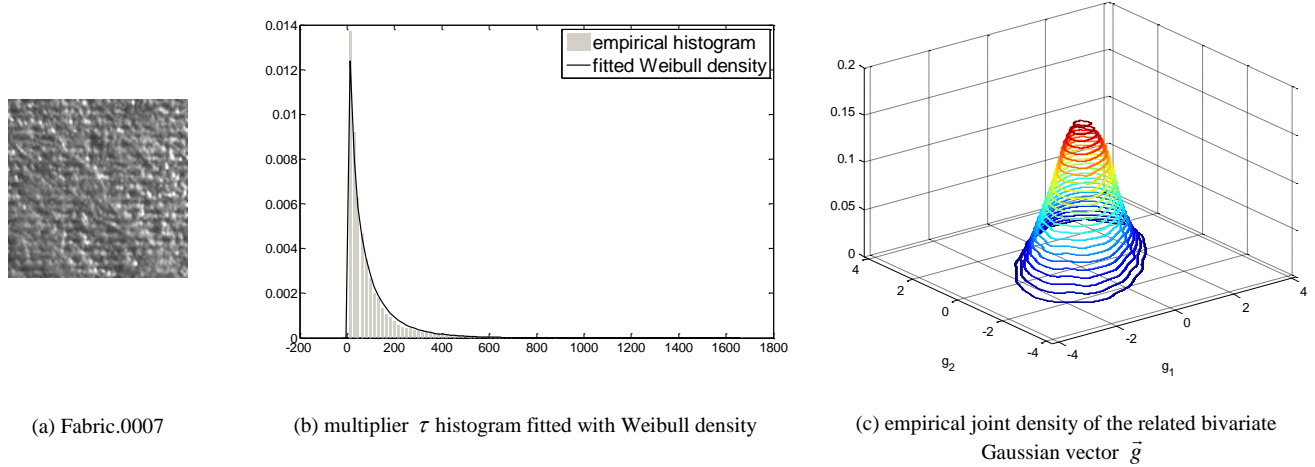 0.014
0.012
0.01
0.008
0.006
0.004
0.002
0
-200 0 200 400 600 800 1000 1200 1400 1600 1800
empirical histogram
fitted Weibull density
0.2
0.15
0.1
0.05
0
4
2
0
-2
-4
g2
-4
-2
0
2
4
g1
(a) Fabric.0007
(b) multiplier τ histogram fitted with Weibull density
(c) empirical joint density of the related bivariate
Gaussian vector g⃗